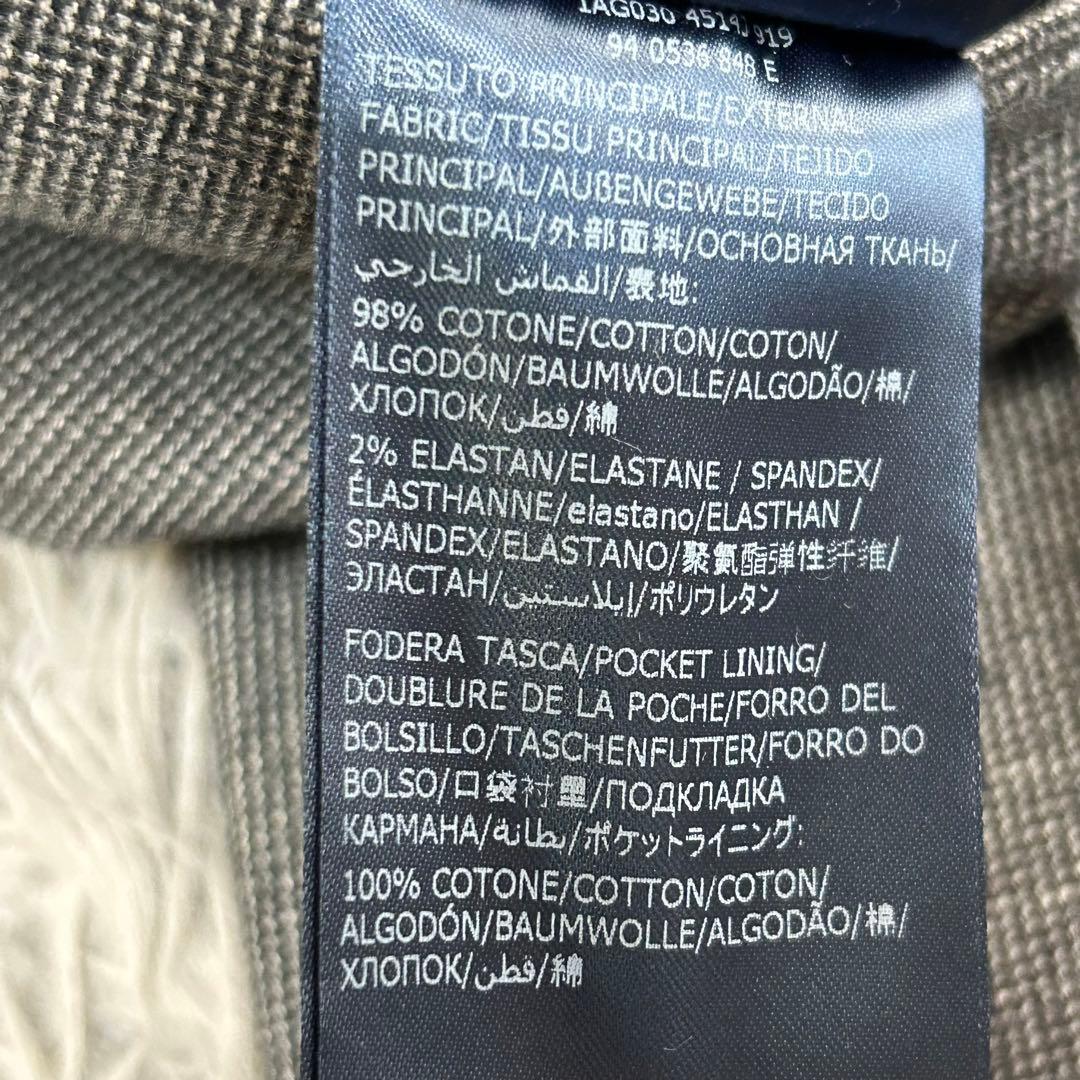 1AG030 4514J919
94 0536 848 E
TESSUTO PRINCIPALE/EXTERNAL
FABRIC/TISSU PRINCIPAL/TEJIDO
PRINCIPAL/AUßENGEWEBE/TECIDO
PRINCIPAL/外部面料/ОСНОВНАЯ ТКАНЬ/
القماش الخارجي/表地:
98% COTONE/COTTON/COTON/
ALGODÓN/BAUMWOLLE/ALGODÃO/棉/
ХЛОПОК/قطن/綿
2% ELASTAN/ELASTANE / SPANDEX/
ÉLASTHANNE/elastano/ELASTHAN /
SPANDEX/ELASTANO/聚氨酯弹性纤维/
ЭЛАСТАН/إيلاستين/ポリウレタン
FODERA TASCA/POCKET LINING/
DOUBLURE DE LA POCHE/FORRO DEL
BOLSILLO/TASCHENFUTTER/FORRO DO
BOLSO/口袋衬里/ПОДКЛАДКА
КАРМАНА/بطانة/ポケットライニング:
100% COTONE/COTTON/COTON/
ALGODÓN/BAUMWOLLE/ALGODÃO/棉/
ХЛОПОК/قطن/綿